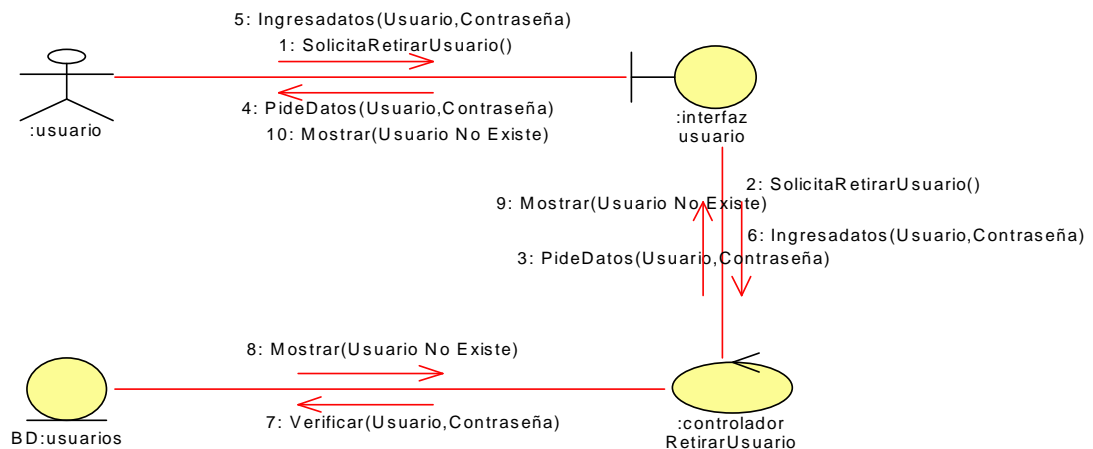 5: Ingresadatos(Usuario,Contraseña)
1: SolicitaRetirarUsuario()
4: PideDatos(Usuario,Contraseña)
10: Mostrar(Usuario No Existe)
:usuario
:interfaz
usuario
2: SolicitaRetirarUsuario()
9: Mostrar(Usuario No Existe)
6: Ingresadatos(Usuario,Contraseña)
3: PideDatos(Usuario,Contraseña)
8: Mostrar(Usuario No Existe)
7: Verificar(Usuario,Contraseña)
BD:usuarios
:controlador
RetirarUsuario